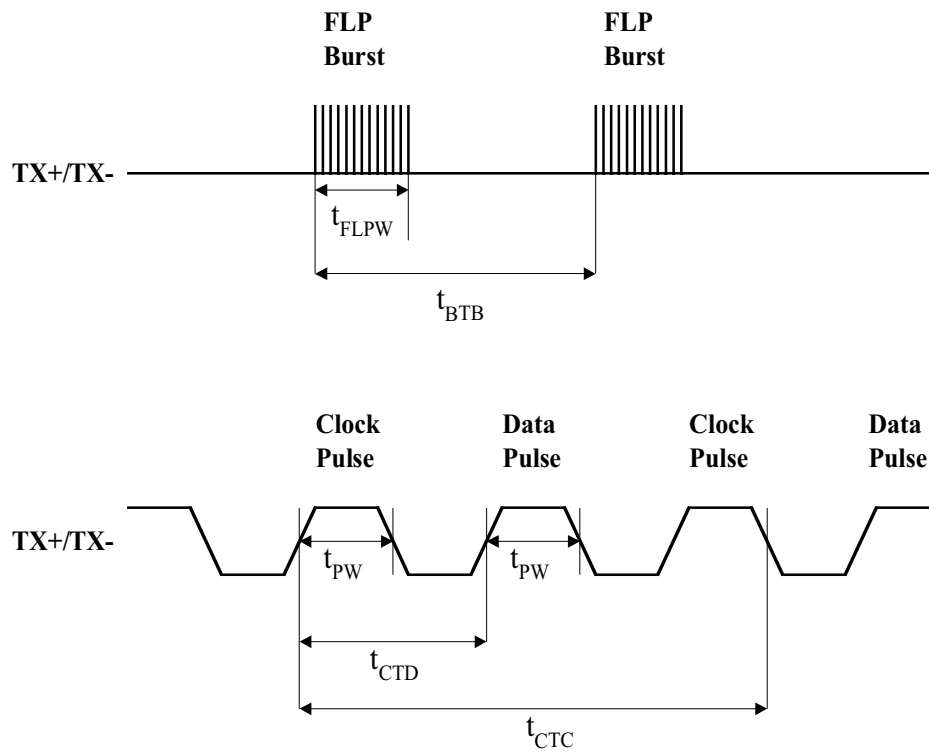 FLP Burst
FLP Burst
TX+/TX-
tFLPW
tBTB
Clock Pulse
Data Pulse
Clock Pulse
Data Pulse
TX+/TX-
tPW
tPW
tCTD
tCTC